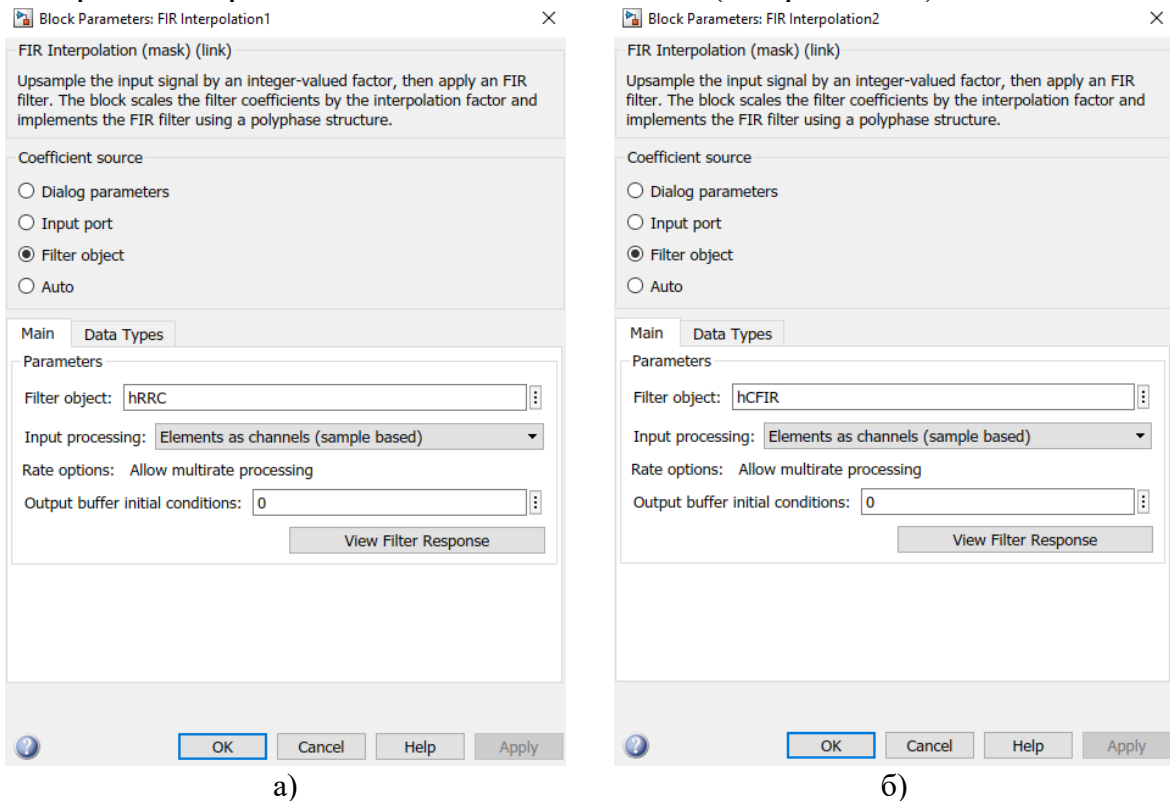 Block Parameters: FIR Interpolation1
FIR Interpolation (mask) (link)
Upsample the input signal by an integer-valued factor, then apply an FIR
filter. The block scales the filter coefficients by the interpolation factor and
implements the FIR filter using a polyphase structure.
Coefficient source
Dialog parameters
Input port
Filter object
Auto
Main Data Types
Parameters
Filter object: hRRC
Input processing: Elements as channels (sample based)
Rate options: Allow multirate processing
Output buffer initial conditions: 0
View Filter Response
OK Cancel Help Apply
а)
Block Parameters: FIR Interpolation2
FIR Interpolation (mask) (link)
Upsample the input signal by an integer-valued factor, then apply an FIR
filter. The block scales the filter coefficients by the interpolation factor and
implements the FIR filter using a polyphase structure.
Coefficient source
Dialog parameters
Input port
Filter object
Auto
Main Data Types
Parameters
Filter object: hCFIR
Input processing: Elements as channels (sample based)
Rate options: Allow multirate processing
Output buffer initial conditions: 0
View Filter Response
OK Cancel Help Apply
б)